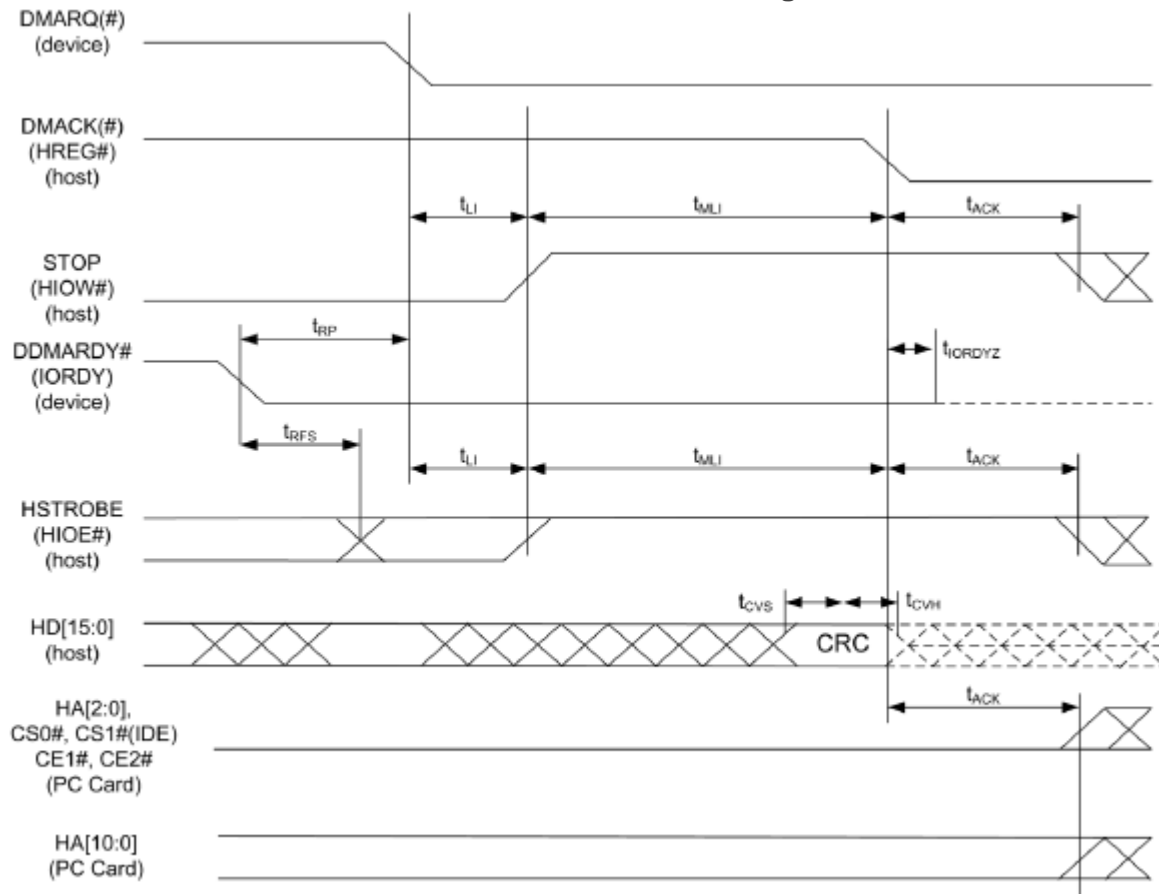 DMARQ(#)
(device)
DMACK(#)
(HREG#)
(host)
tLI
tMLI
tACK
STOP
(HIOW#)
(host)
tRP
DDMARDY#
(IORDY)
(device)
tIORDYZ
tRFS
tLI
tMLI
tACK
HSTROBE
(HIOE#)
(host)
tCVS
tCVH
HD[15:0]
(host)
CRC
HA[2:0],
CS0#, CS1#(IDE)
CE1#, CE2#
(PC Card)
tACK
HA[10:0]
(PC Card)